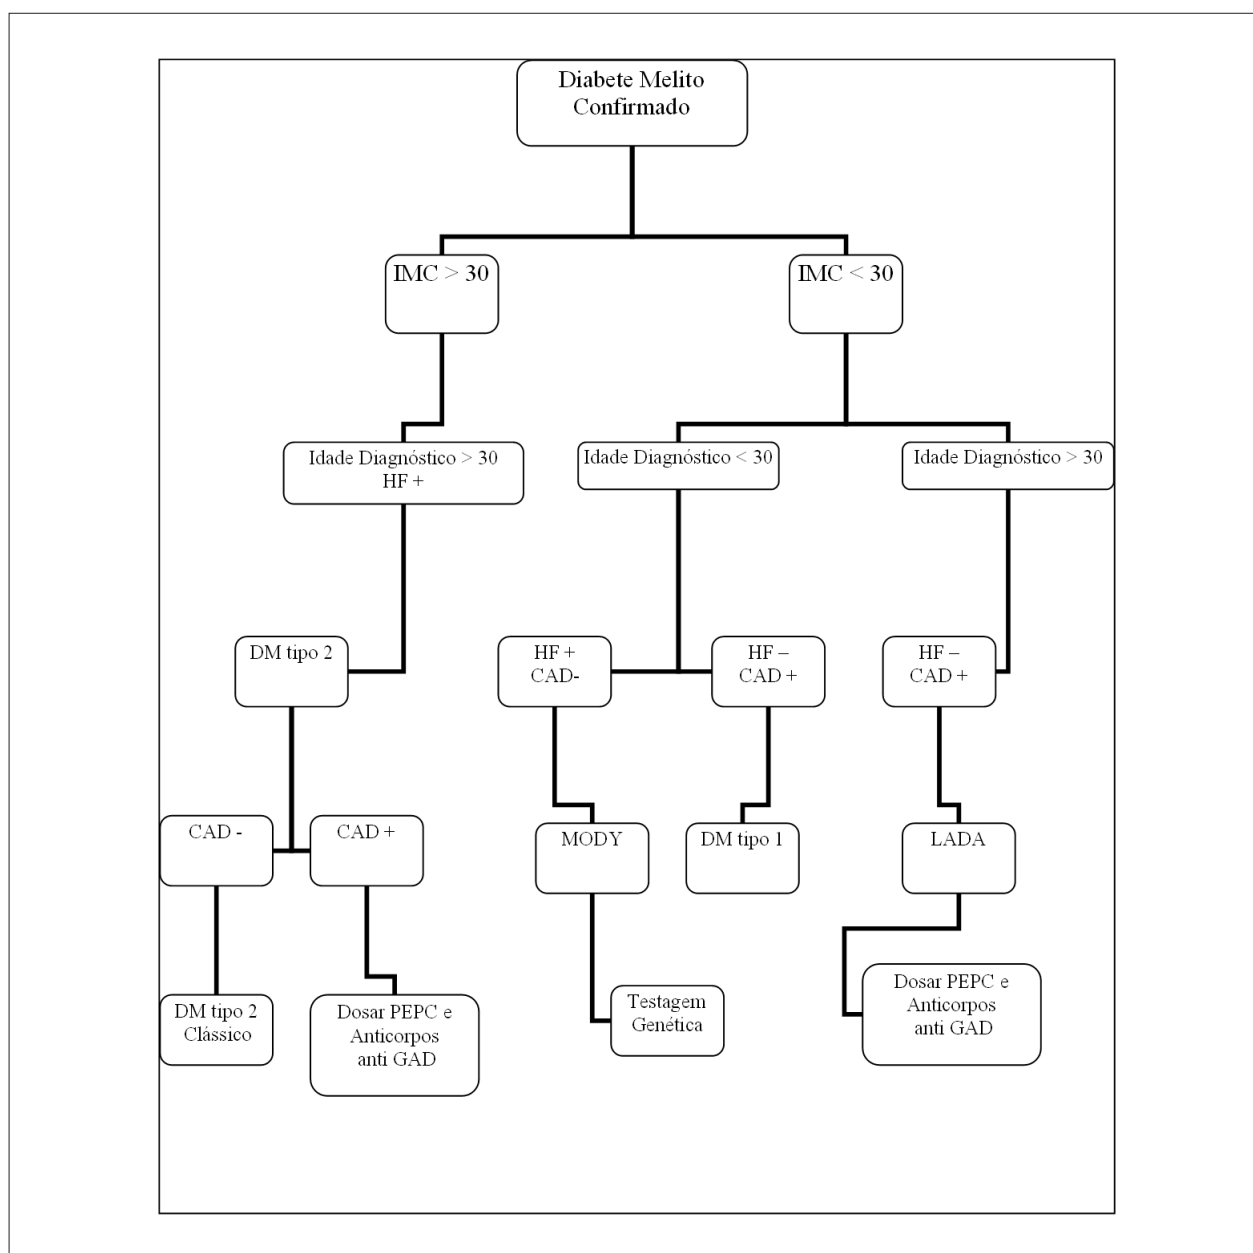 Diabete Melito
Confirmado
IMC > 30
IMC < 30
Idade Diagnóstico > 30
HF +
Idade Diagnóstico < 30
Idade Diagnóstico > 30
DM tipo 2
HF +
CAD-
HF –
CAD +
HF –
CAD +
CAD -
CAD +
MODY
DM tipo 1
LADA
DM tipo 2
Clássico
Dosar PEPC e
Anticorpos
anti GAD
Testagem
Genética
Dosar PEPC e
Anticorpos
anti GAD